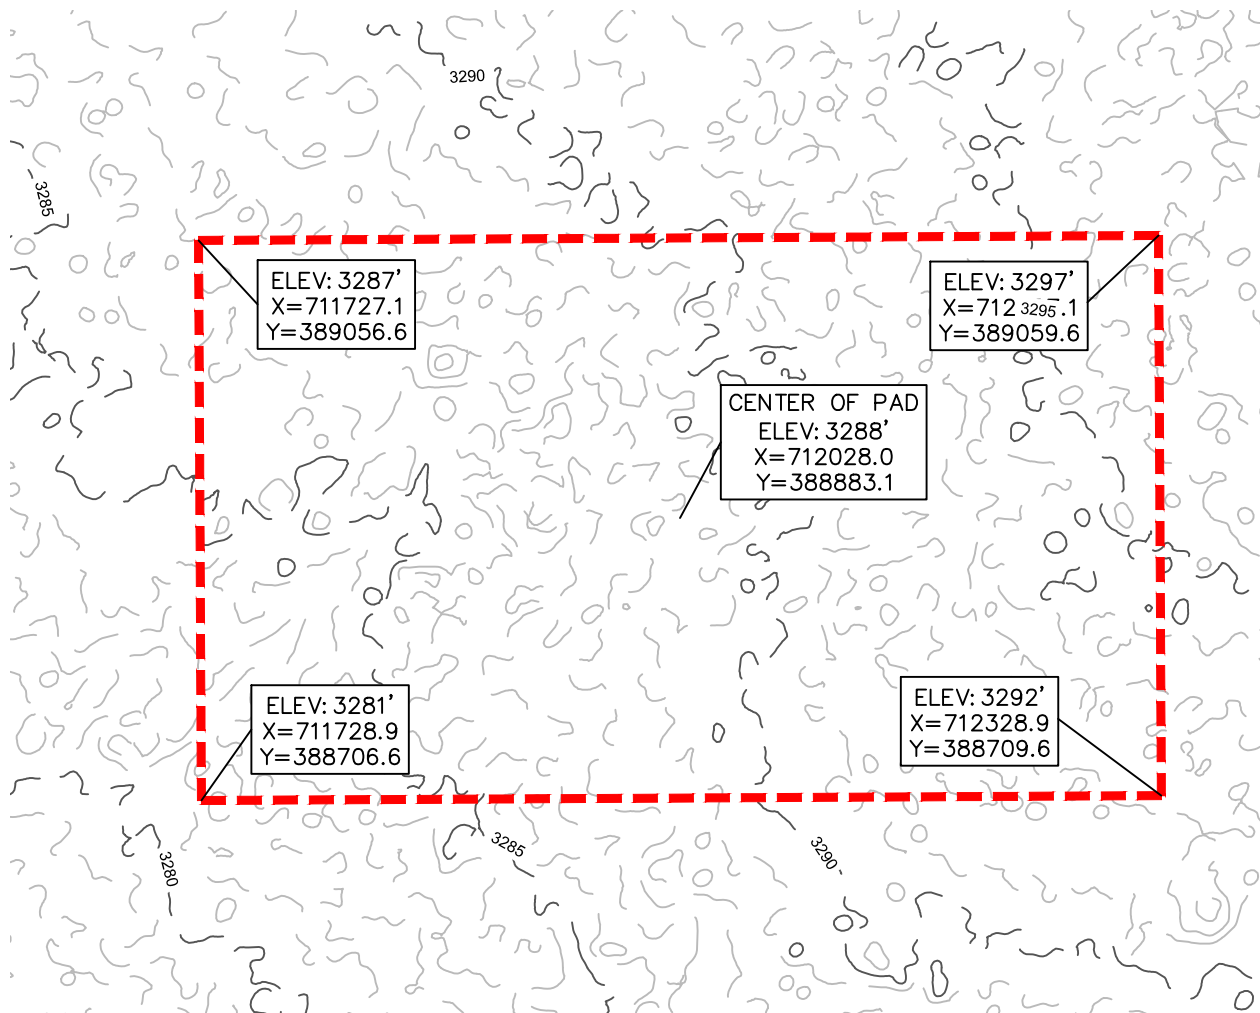 3290
3285
ELEV: 3287'
X=711727.1
Y=389056.6
ELEV: 3297'
X=712 3295 .1
Y=389059.6
CENTER OF PAD
ELEV: 3288'
X=712028.0
Y=388883.1
ELEV: 3281'
X=711728.9
Y=388706.6
ELEV: 3292'
X=712328.9
Y=388709.6
3280
3285
3290